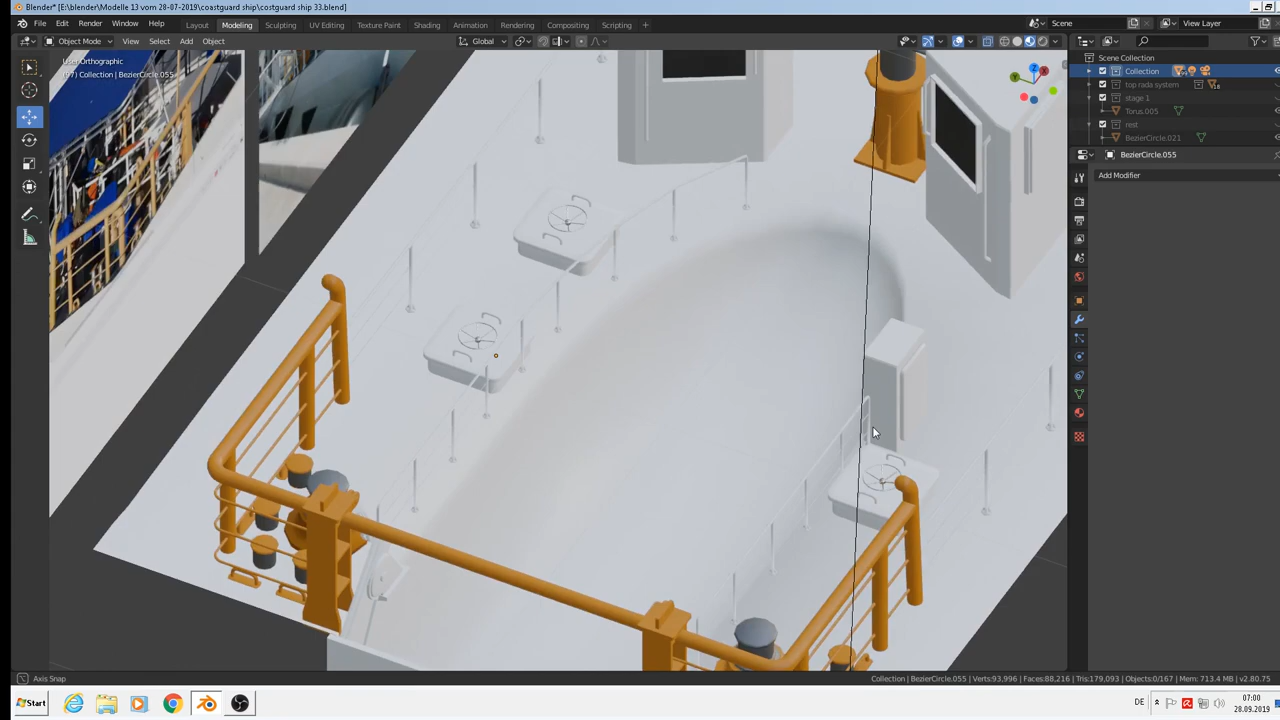 Blender* [E:\blender\Modelle 13 vom 28-07-2019\coastguard ship\costguard ship 33.blend]
File Edit Render Window Help Layout Modeling Sculpting UV Editing Texture Paint Shading Animation Rendering Compositing Scripting + Scene View Layer
Object Mode View Select Add Object Global
User Orthographic
(97) Collection | BezierCircle.055
Scene Collection
Collection
top rada system 16
stage 1
Torus.005
rest
BezierCircle.021
BezierCircle.055
Add Modifier
Z
Y
X
Axis Snap Collection | BezierCircle.055 | Verts:93,996 | Faces:88,216 | Tris:179,093 | Objects:0/167 | Mem: 713.4 MB | v2.80.75
Start DE 07:00
28.09.2019